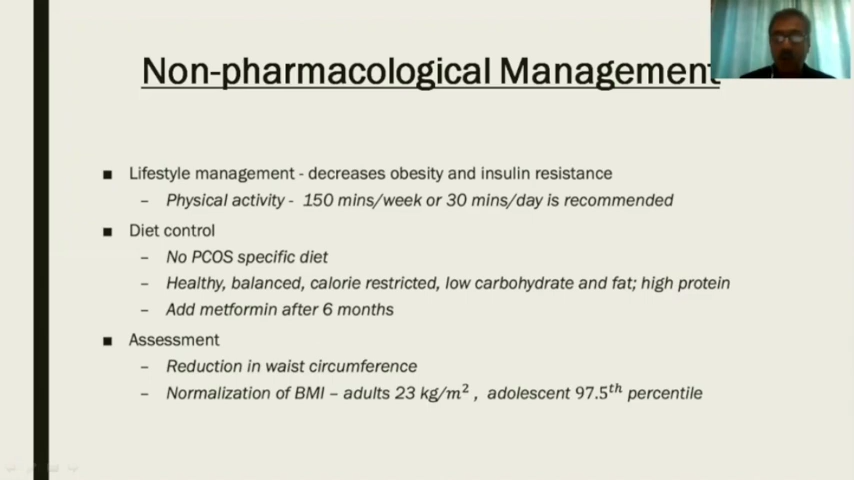 Non-pharmacological Management
■ Lifestyle management - decreases obesity and insulin resistance
– Physical activity - 150 mins/week or 30 mins/day is recommended
■ Diet control
– No PCOS specific diet
– Healthy, balanced, calorie restricted, low carbohydrate and fat; high protein
– Add metformin after 6 months
■ Assessment
– Reduction in waist circumference
– Normalization of BMI – adults 23 kg/m², adolescent 97.5ᵗʰ percentile